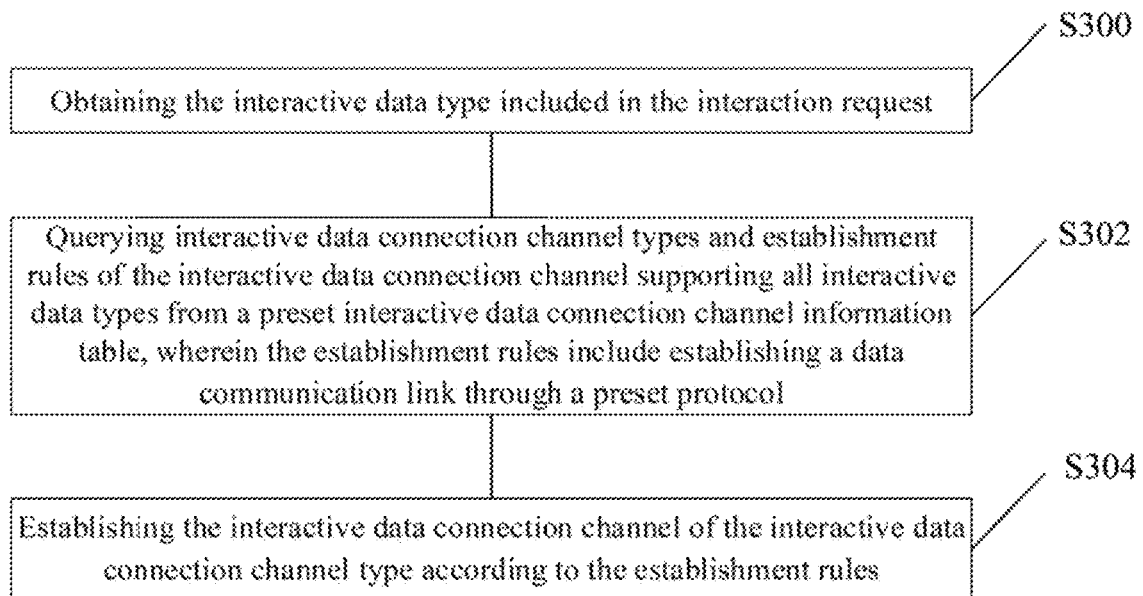 S300
Obtaining the interactive data type included in the interaction request
S302
Querying interactive data connection channel types and establishment
rules of the interactive data connection channel supporting all interactive
data types from a preset interactive data connection channel information
table, wherein the establishment rules include establishing a data
communication link through a preset protocol
S304
Establishing the interactive data connection channel of the interactive data
connection channel type according to the establishment rules